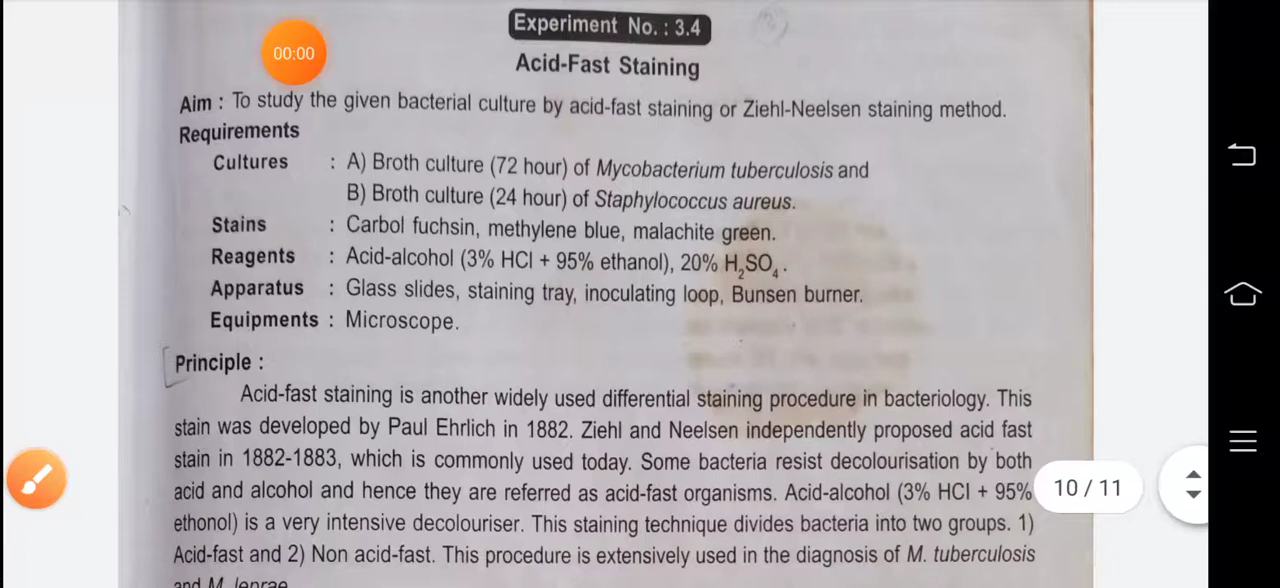 Experiment No. : 3.4
00:00
Acid-Fast Staining
Aim : To study the given bacterial culture by acid-fast staining or Ziehl-Neelsen staining method.
Requirements
Cultures : A) Broth culture (72 hour) of Mycobacterium tuberculosis and
B) Broth culture (24 hour) of Staphylococcus aureus.
Stains : Carbol fuchsin, methylene blue, malachite green.
Reagents : Acid-alcohol (3% HCl + 95% ethanol), 20% H₂SO₄.
Apparatus : Glass slides, staining tray, inoculating loop, Bunsen burner.
Equipments : Microscope.
Principle :
Acid-fast staining is another widely used differential staining procedure in bacteriology. This
stain was developed by Paul Ehrlich in 1882. Ziehl and Neelsen independently proposed acid fast
stain in 1882-1883, which is commonly used today. Some bacteria resist decolourisation by both
acid and alcohol and hence they are referred as acid-fast organisms. Acid-alcohol (3% HCl + 95%
10 / 11
ethonol) is a very intensive decolouriser. This staining technique divides bacteria into two groups. 1)
Acid-fast and 2) Non acid-fast. This procedure is extensively used in the diagnosis of M. tuberculosis
and M. leprae